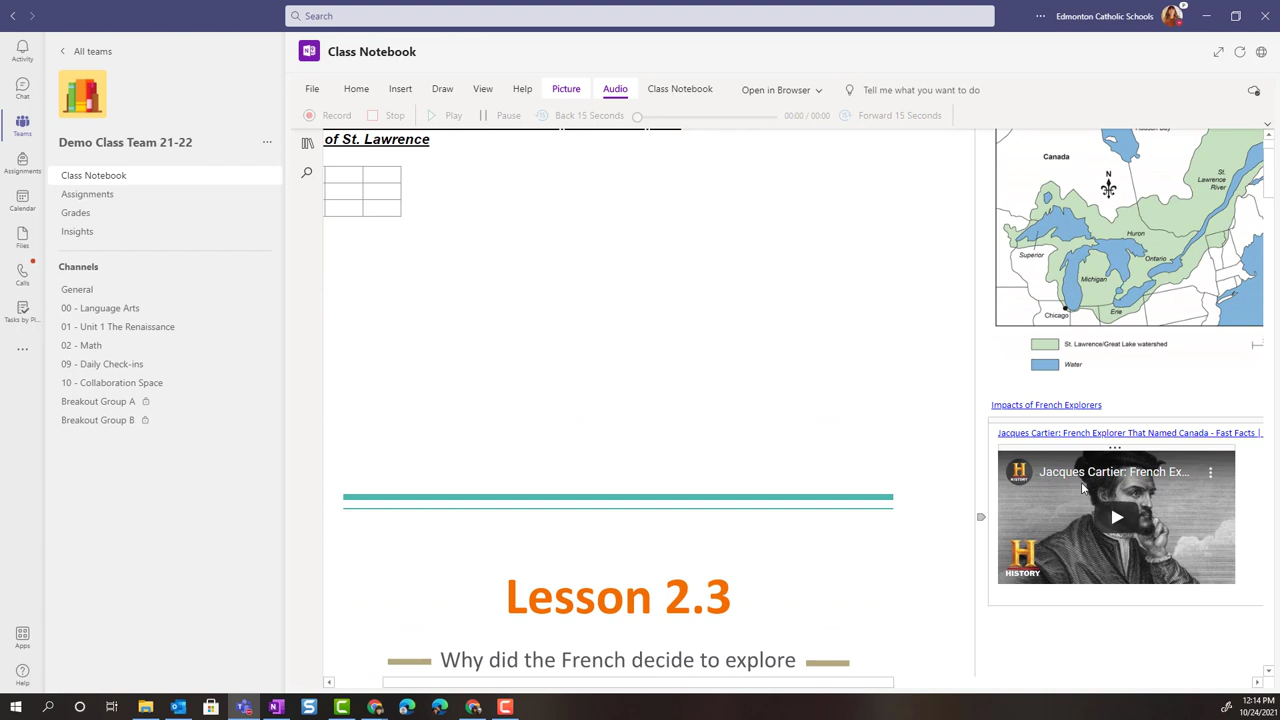 Search
Edmonton Catholic Schools
Activity
Chat
Teams
Assignments
Calendar
Files
Calls
Tasks by Pl...
Apps
Help
All teams
Demo Class Team 21-22
Class Notebook
Assignments
Grades
Insights
Channels
General
00 - Language Arts
01 - Unit 1 The Renaissance
02 - Math
09 - Daily Check-ins
10 - Collaboration Space
Breakout Group A
Breakout Group B
Class Notebook
File Home Insert Draw View Help Picture Audio Class Notebook Open in Browser Tell me what you want to do
Record Stop Play Pause Back 15 Seconds 00:00 / 00:00 Forward 15 Seconds
of St. Lawrence
Lesson 2.3
Why did the French decide to explore
Canada
N
St.
Lawrence
River
Huron
Superior
Ontario
Michigan
Erie
Chicago
St. Lawrence/Great Lake watershed
Water
Impacts of French Explorers
Jacques Cartier: French Explorer That Named Canada - Fast Facts |
Jacques Cartier: French Ex...
HISTORY
HISTORY
12:14 PM
10/24/2021